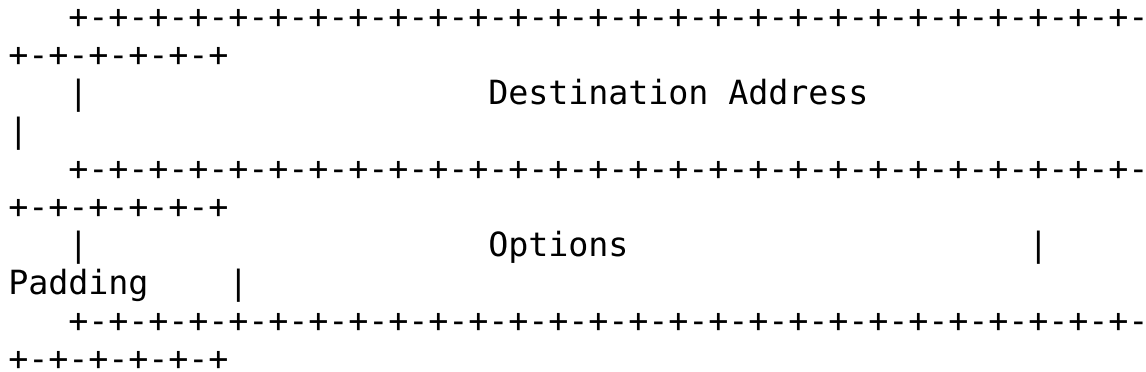 +-+-+-+-+-+-+-+-+-+-+-+-+-+-+-+-+-+-+-+-+-+-+-+-+-+-+-
+-+-+-+-+-+
   |                    Destination Address
|
   +-+-+-+-+-+-+-+-+-+-+-+-+-+-+-+-+-+-+-+-+-+-+-+-+-+-+-
+-+-+-+-+-+
   |                    Options                    |
Padding    |
   +-+-+-+-+-+-+-+-+-+-+-+-+-+-+-+-+-+-+-+-+-+-+-+-+-+-+-
+-+-+-+-+-+